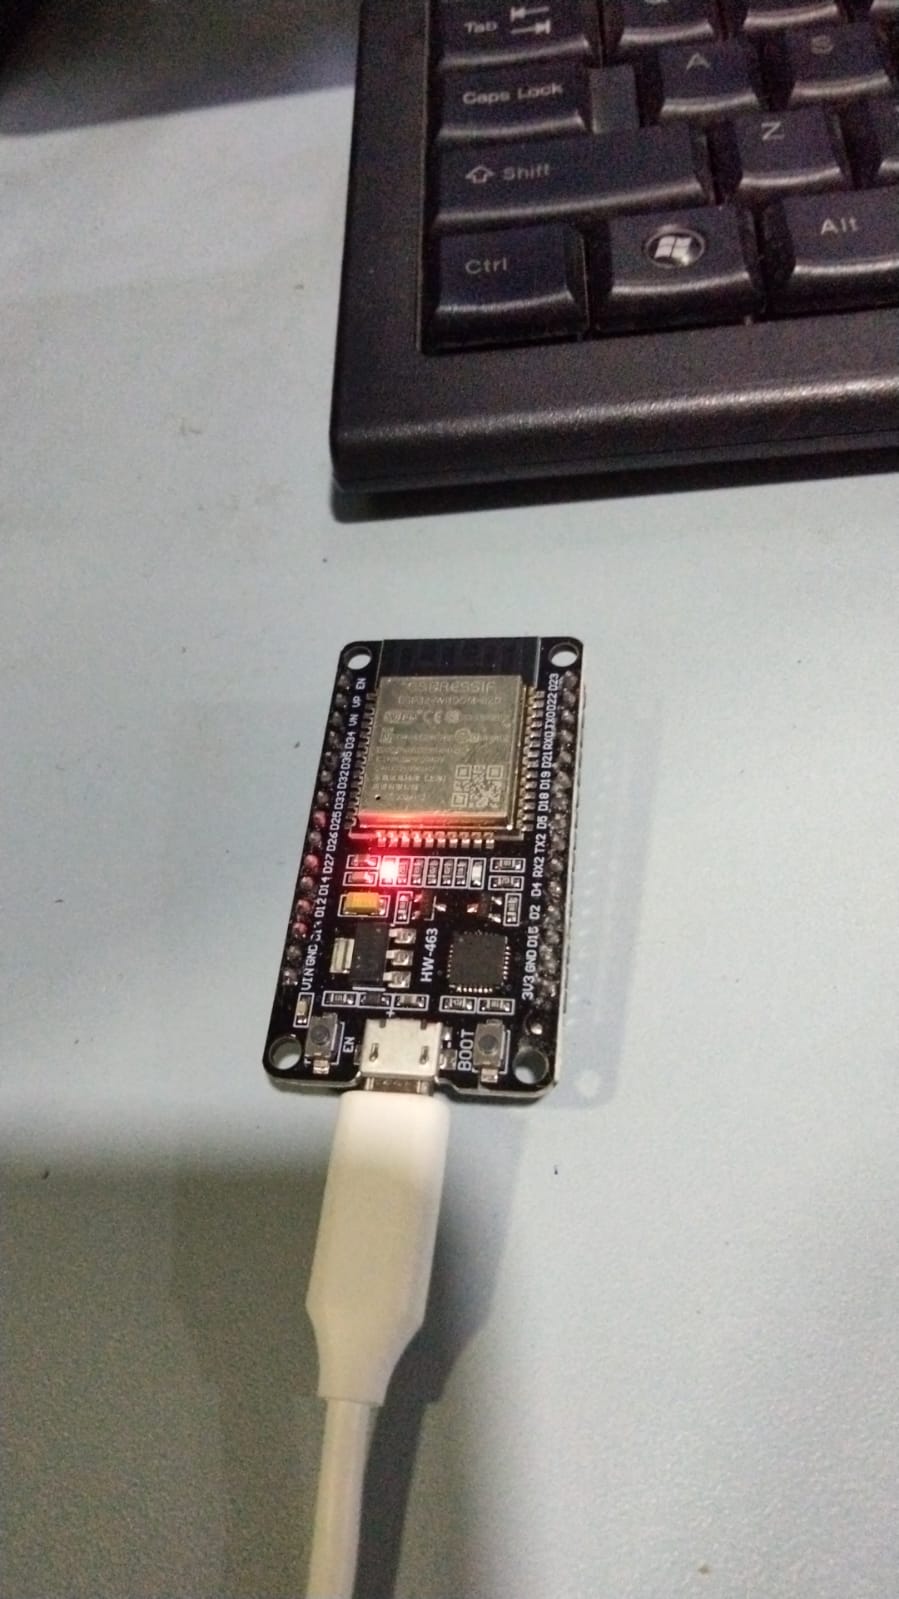 Tab
A
S
Caps Lock
Z
Shift
Alt
Ctrl
ESPRESSIF
EN
VP
VN
D34
D35
D32
D33
D25
D26
D27
D14
D12
GND
VIN
D23
D22
TX0
RX0
D21
D19
D18
D5
TX2
RX2
D4
D2
D15
GND
3V3
HW-463
EN
BOOT